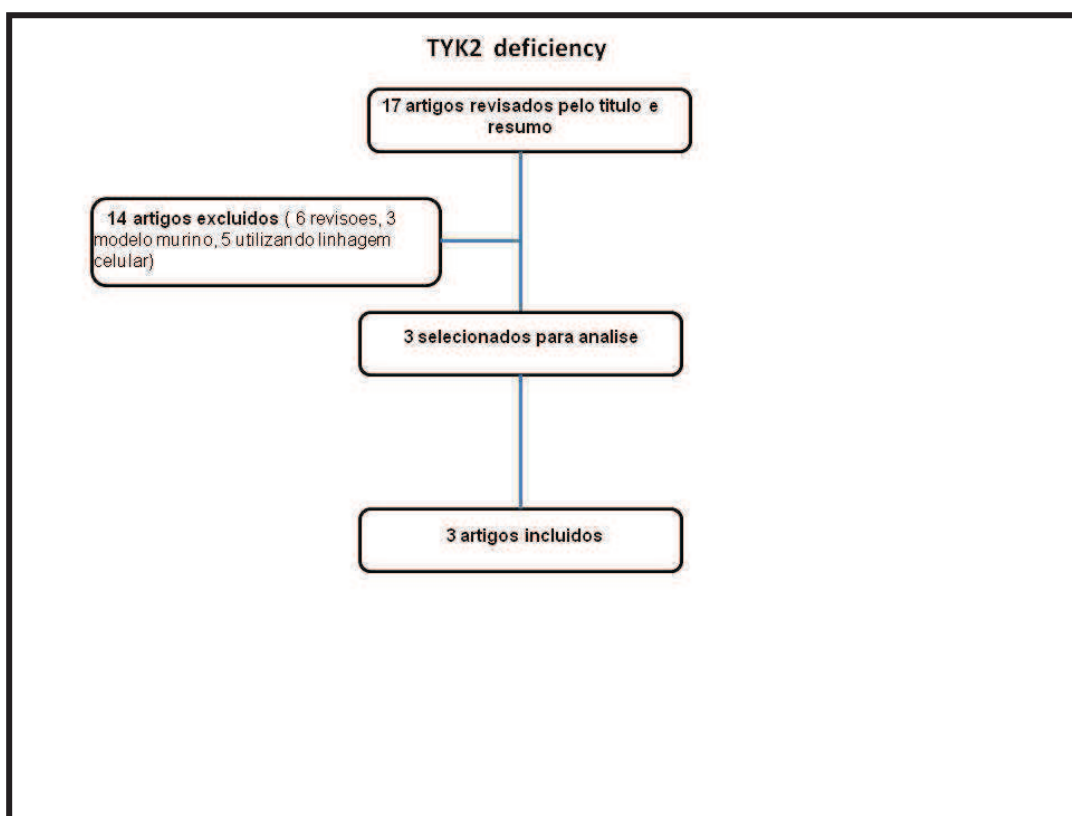 TYK2 deficiency
17 artigos revisados pelo titulo e
resumo
14 artigos excluidos ( 6 revisoes, 3
modelo murino, 5 utilizando linhagem
celular)
3 selecionados para analise
3 artigos incluidos